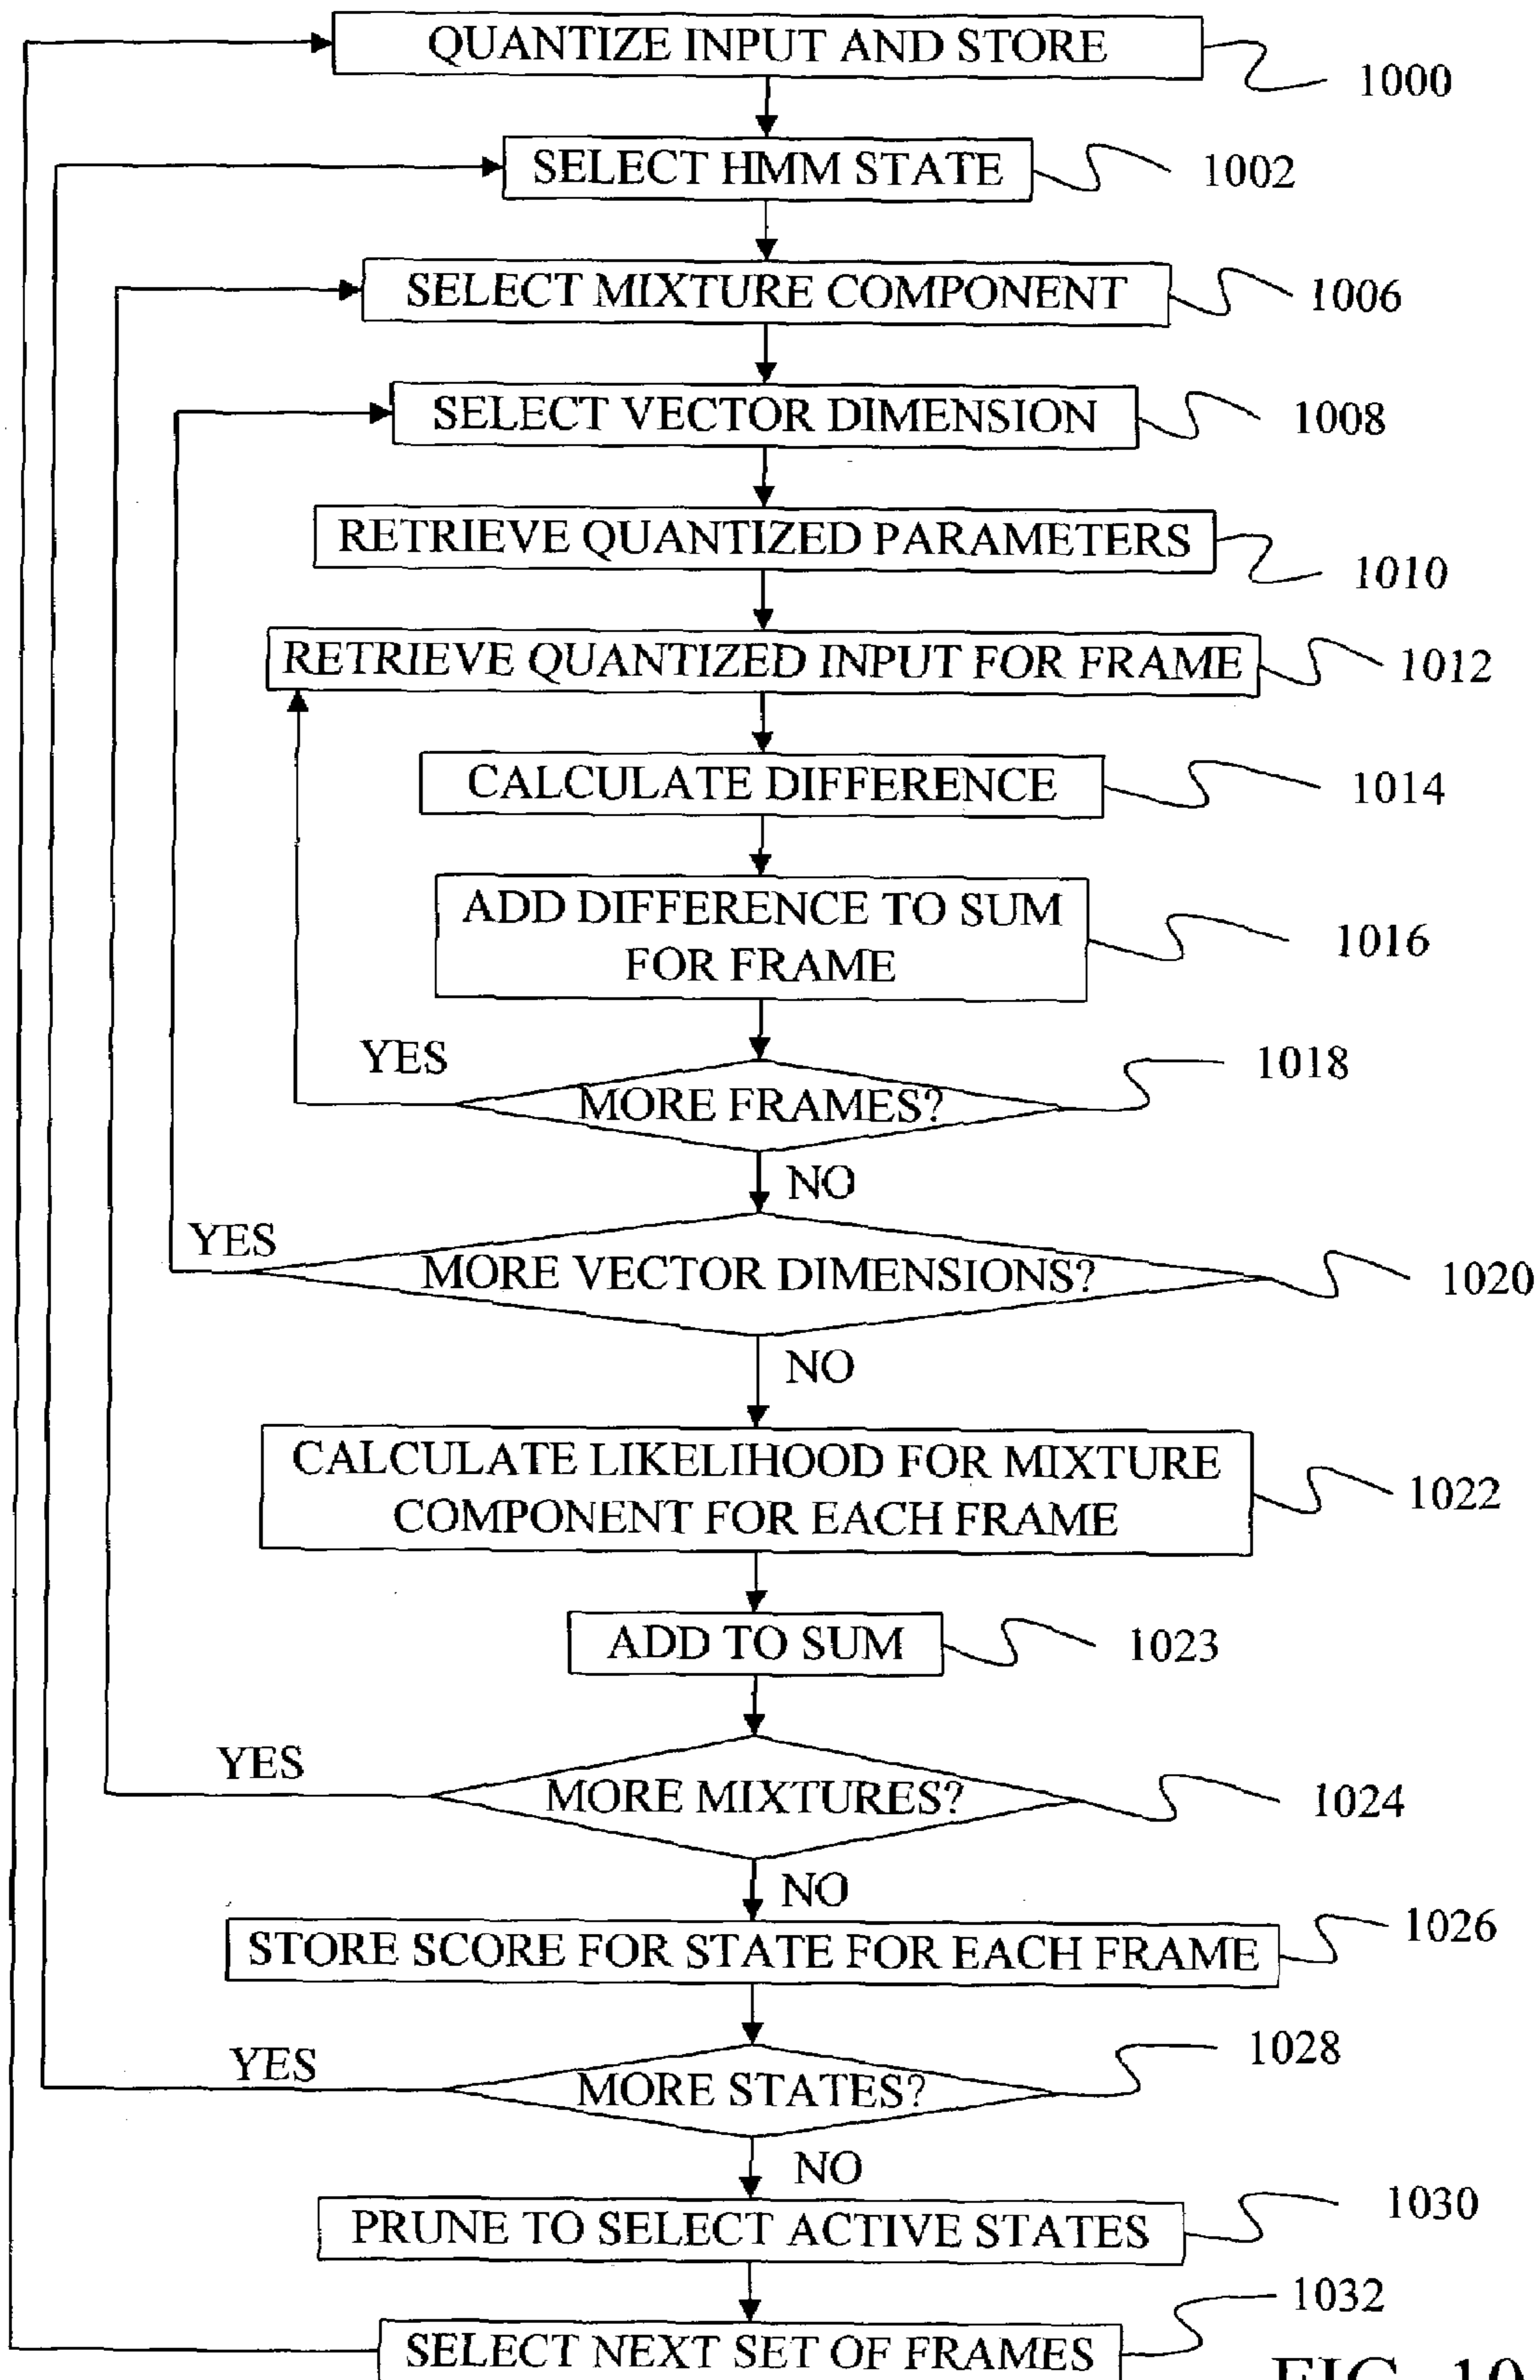 QUANTIZE INPUT AND STORE
1000
SELECT HMM STATE
1002
SELECT MIXTURE COMPONENT
1006
SELECT VECTOR DIMENSION
1008
RETRIEVE QUANTIZED PARAMETERS
1010
RETRIEVE QUANTIZED INPUT FOR FRAME
1012
CALCULATE DIFFERENCE
1014
ADD DIFFERENCE TO SUM
FOR FRAME
1016
YES
MORE FRAMES?
1018
NO
YES
MORE VECTOR DIMENSIONS?
1020
NO
CALCULATE LIKELIHOOD FOR MIXTURE
COMPONENT FOR EACH FRAME
1022
ADD TO SUM
1023
YES
MORE MIXTURES?
1024
NO
STORE SCORE FOR STATE FOR EACH FRAME
1026
YES
MORE STATES?
1028
NO
PRUNE TO SELECT ACTIVE STATES
1030
SELECT NEXT SET OF FRAMES
1032
FIG. 10